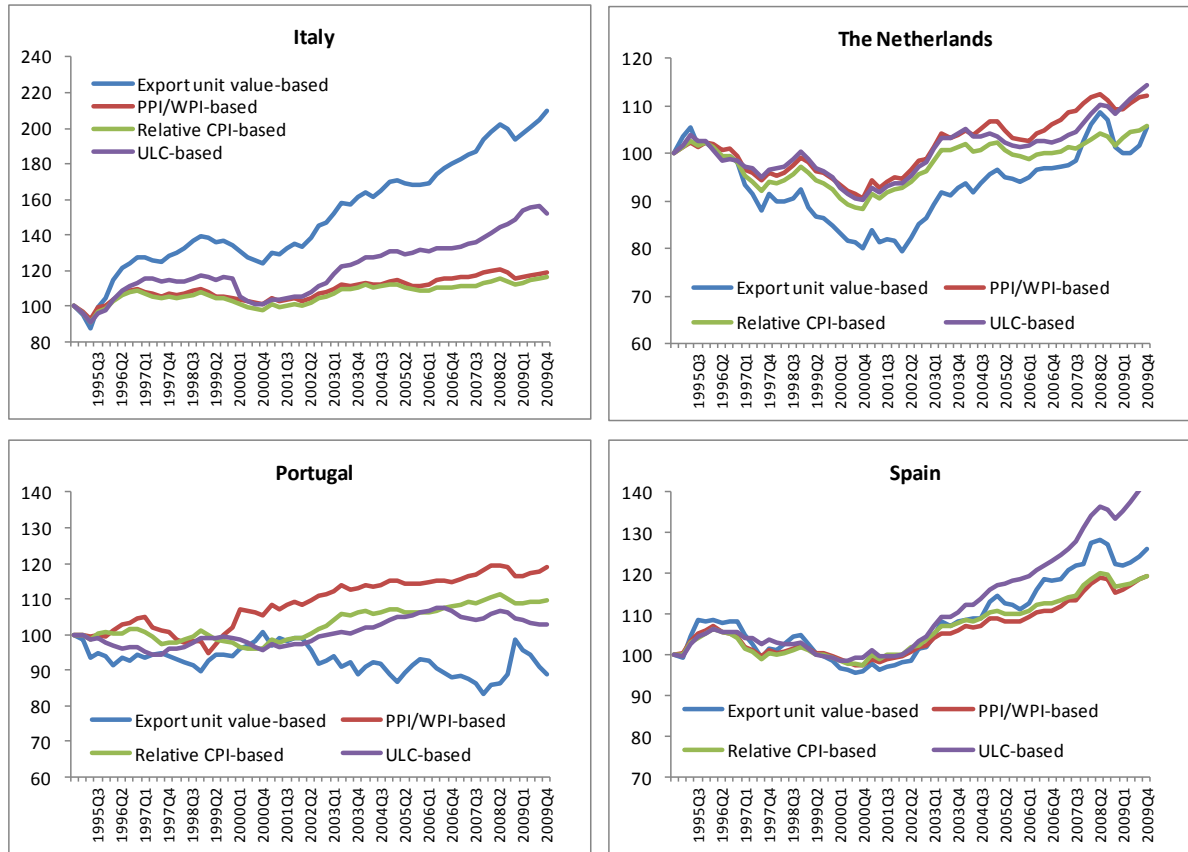 Italy
240
220
200
180
160
140
120
100
80
Export unit value-based
PPI/WPI-based
Relative CPI-based
ULC-based
1995Q3
1996Q2
1997Q1
1997Q4
1998Q3
1999Q2
2000Q1
2000Q4
2001Q3
2002Q2
2003Q1
2003Q4
2004Q3
2005Q2
2006Q1
2006Q4
2007Q3
2008Q2
2009Q1
2009Q4
The Netherlands
120
110
100
90
80
70
60
Export unit value-based
PPI/WPI-based
Relative CPI-based
ULC-based
1995Q3
1996Q2
1997Q1
1997Q4
1998Q3
1999Q2
2000Q1
2000Q4
2001Q3
2002Q2
2003Q1
2003Q4
2004Q3
2005Q2
2006Q1
2006Q4
2007Q3
2008Q2
2009Q1
2009Q4
Portugal
140
130
120
110
100
90
80
70
60
Export unit value-based
PPI/WPI-based
Relative CPI-based
ULC-based
1995Q3
1996Q2
1997Q1
1997Q4
1998Q3
1999Q2
2000Q1
2000Q4
2001Q3
2002Q2
2003Q1
2003Q4
2004Q3
2005Q2
2006Q1
2006Q4
2007Q3
2008Q2
2009Q1
2009Q4
Spain
140
130
120
110
100
90
80
70
Export unit value-based
PPI/WPI-based
Relative CPI-based
ULC-based
1995Q3
1996Q2
1997Q1
1997Q4
1998Q3
1999Q2
2000Q1
2000Q4
2001Q3
2002Q2
2003Q1
2003Q4
2004Q3
2005Q2
2006Q1
2006Q4
2007Q3
2008Q2
2009Q1
2009Q4